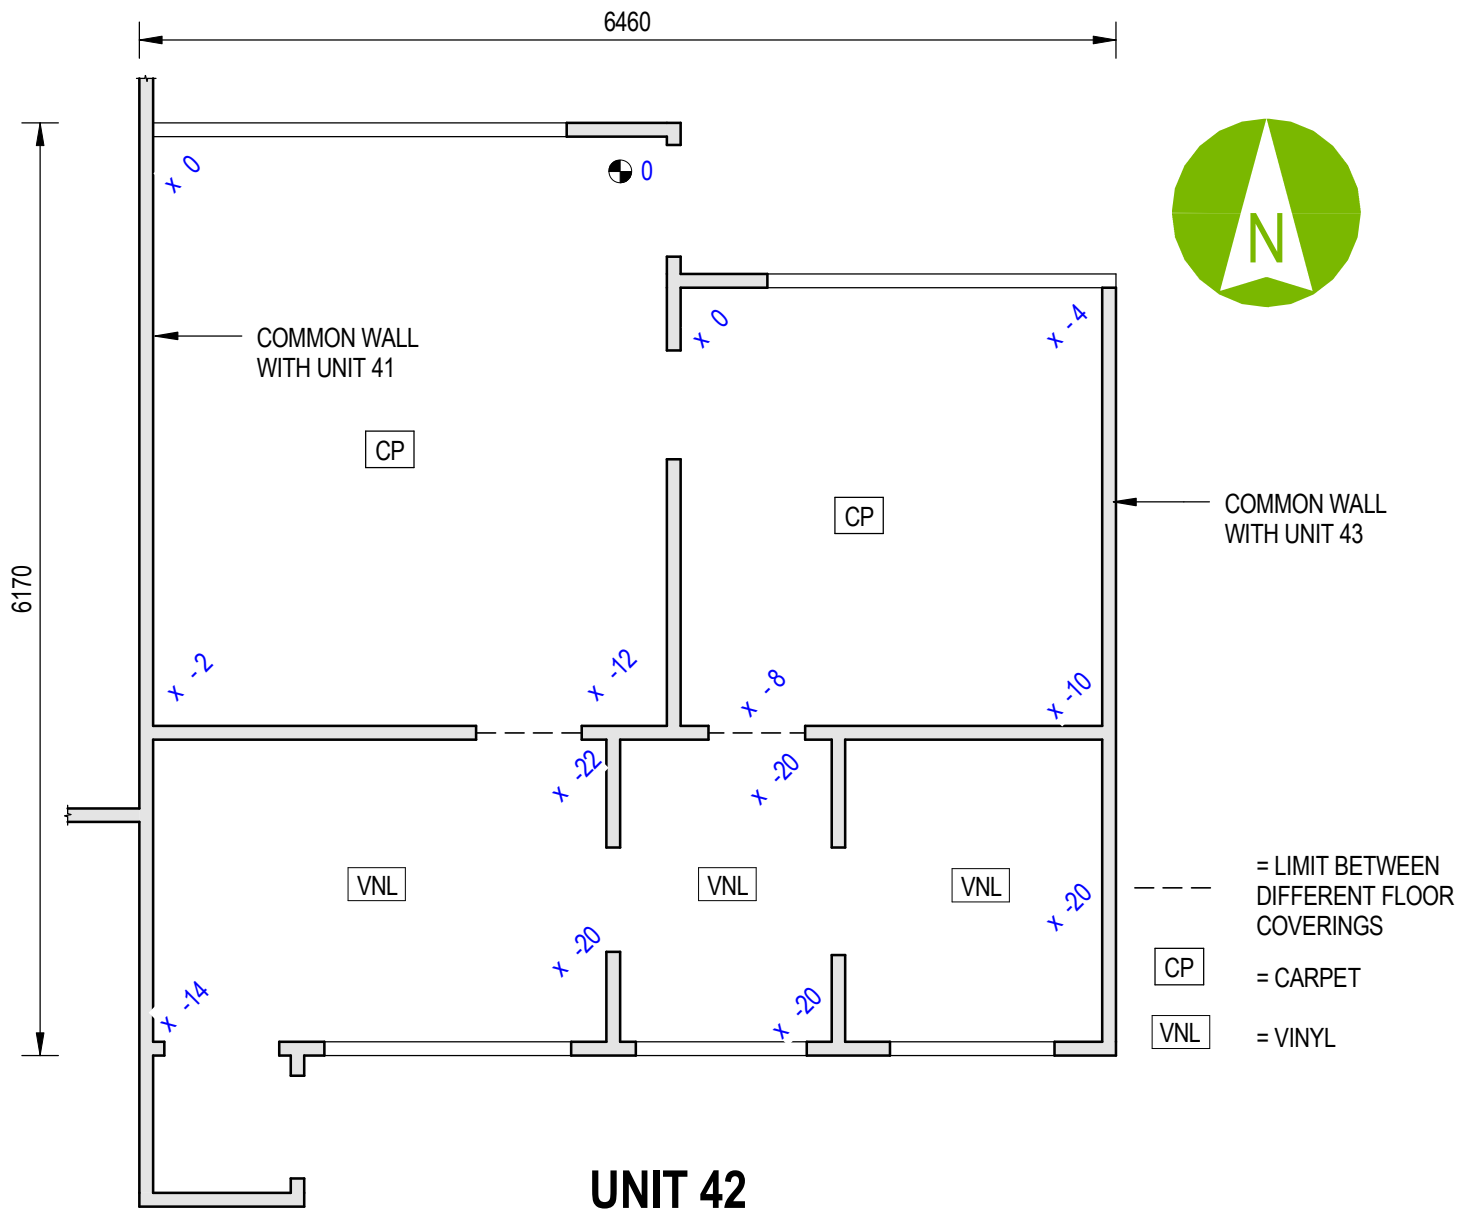 6460
x 0
0
N
x 0
x -4
COMMON WALL
WITH UNIT 41
CP
CP
COMMON WALL
WITH UNIT 43
6170
x -2
x -12
x -8
x -10
x -22
x -20
VNL
VNL
VNL
x -20
= LIMIT BETWEEN
DIFFERENT FLOOR
COVERINGS
x -20
CP = CARPET
x -14
x -20
VNL = VINYL
UNIT 42